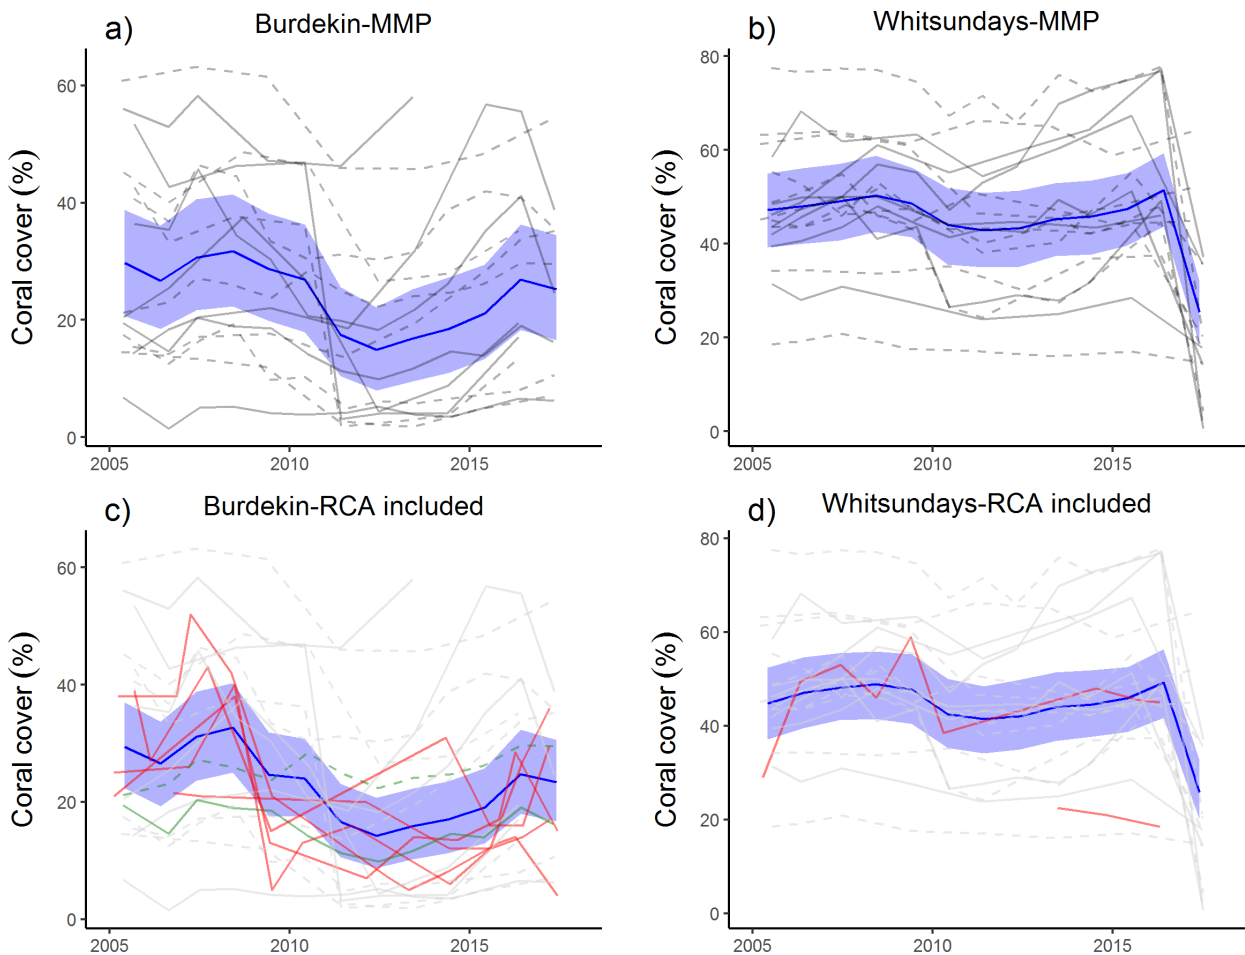 a) Burdekin-MMP
Coral cover (%)
60
40
20
0
2005 2010 2015
b) Whitsundays-MMP
Coral cover (%)
80
60
40
20
0
2005 2010 2015
c) Burdekin-RCA included
Coral cover (%)
60
40
20
0
2005 2010 2015
d) Whitsundays-RCA included
Coral cover (%)
80
60
40
20
0
2005 2010 2015